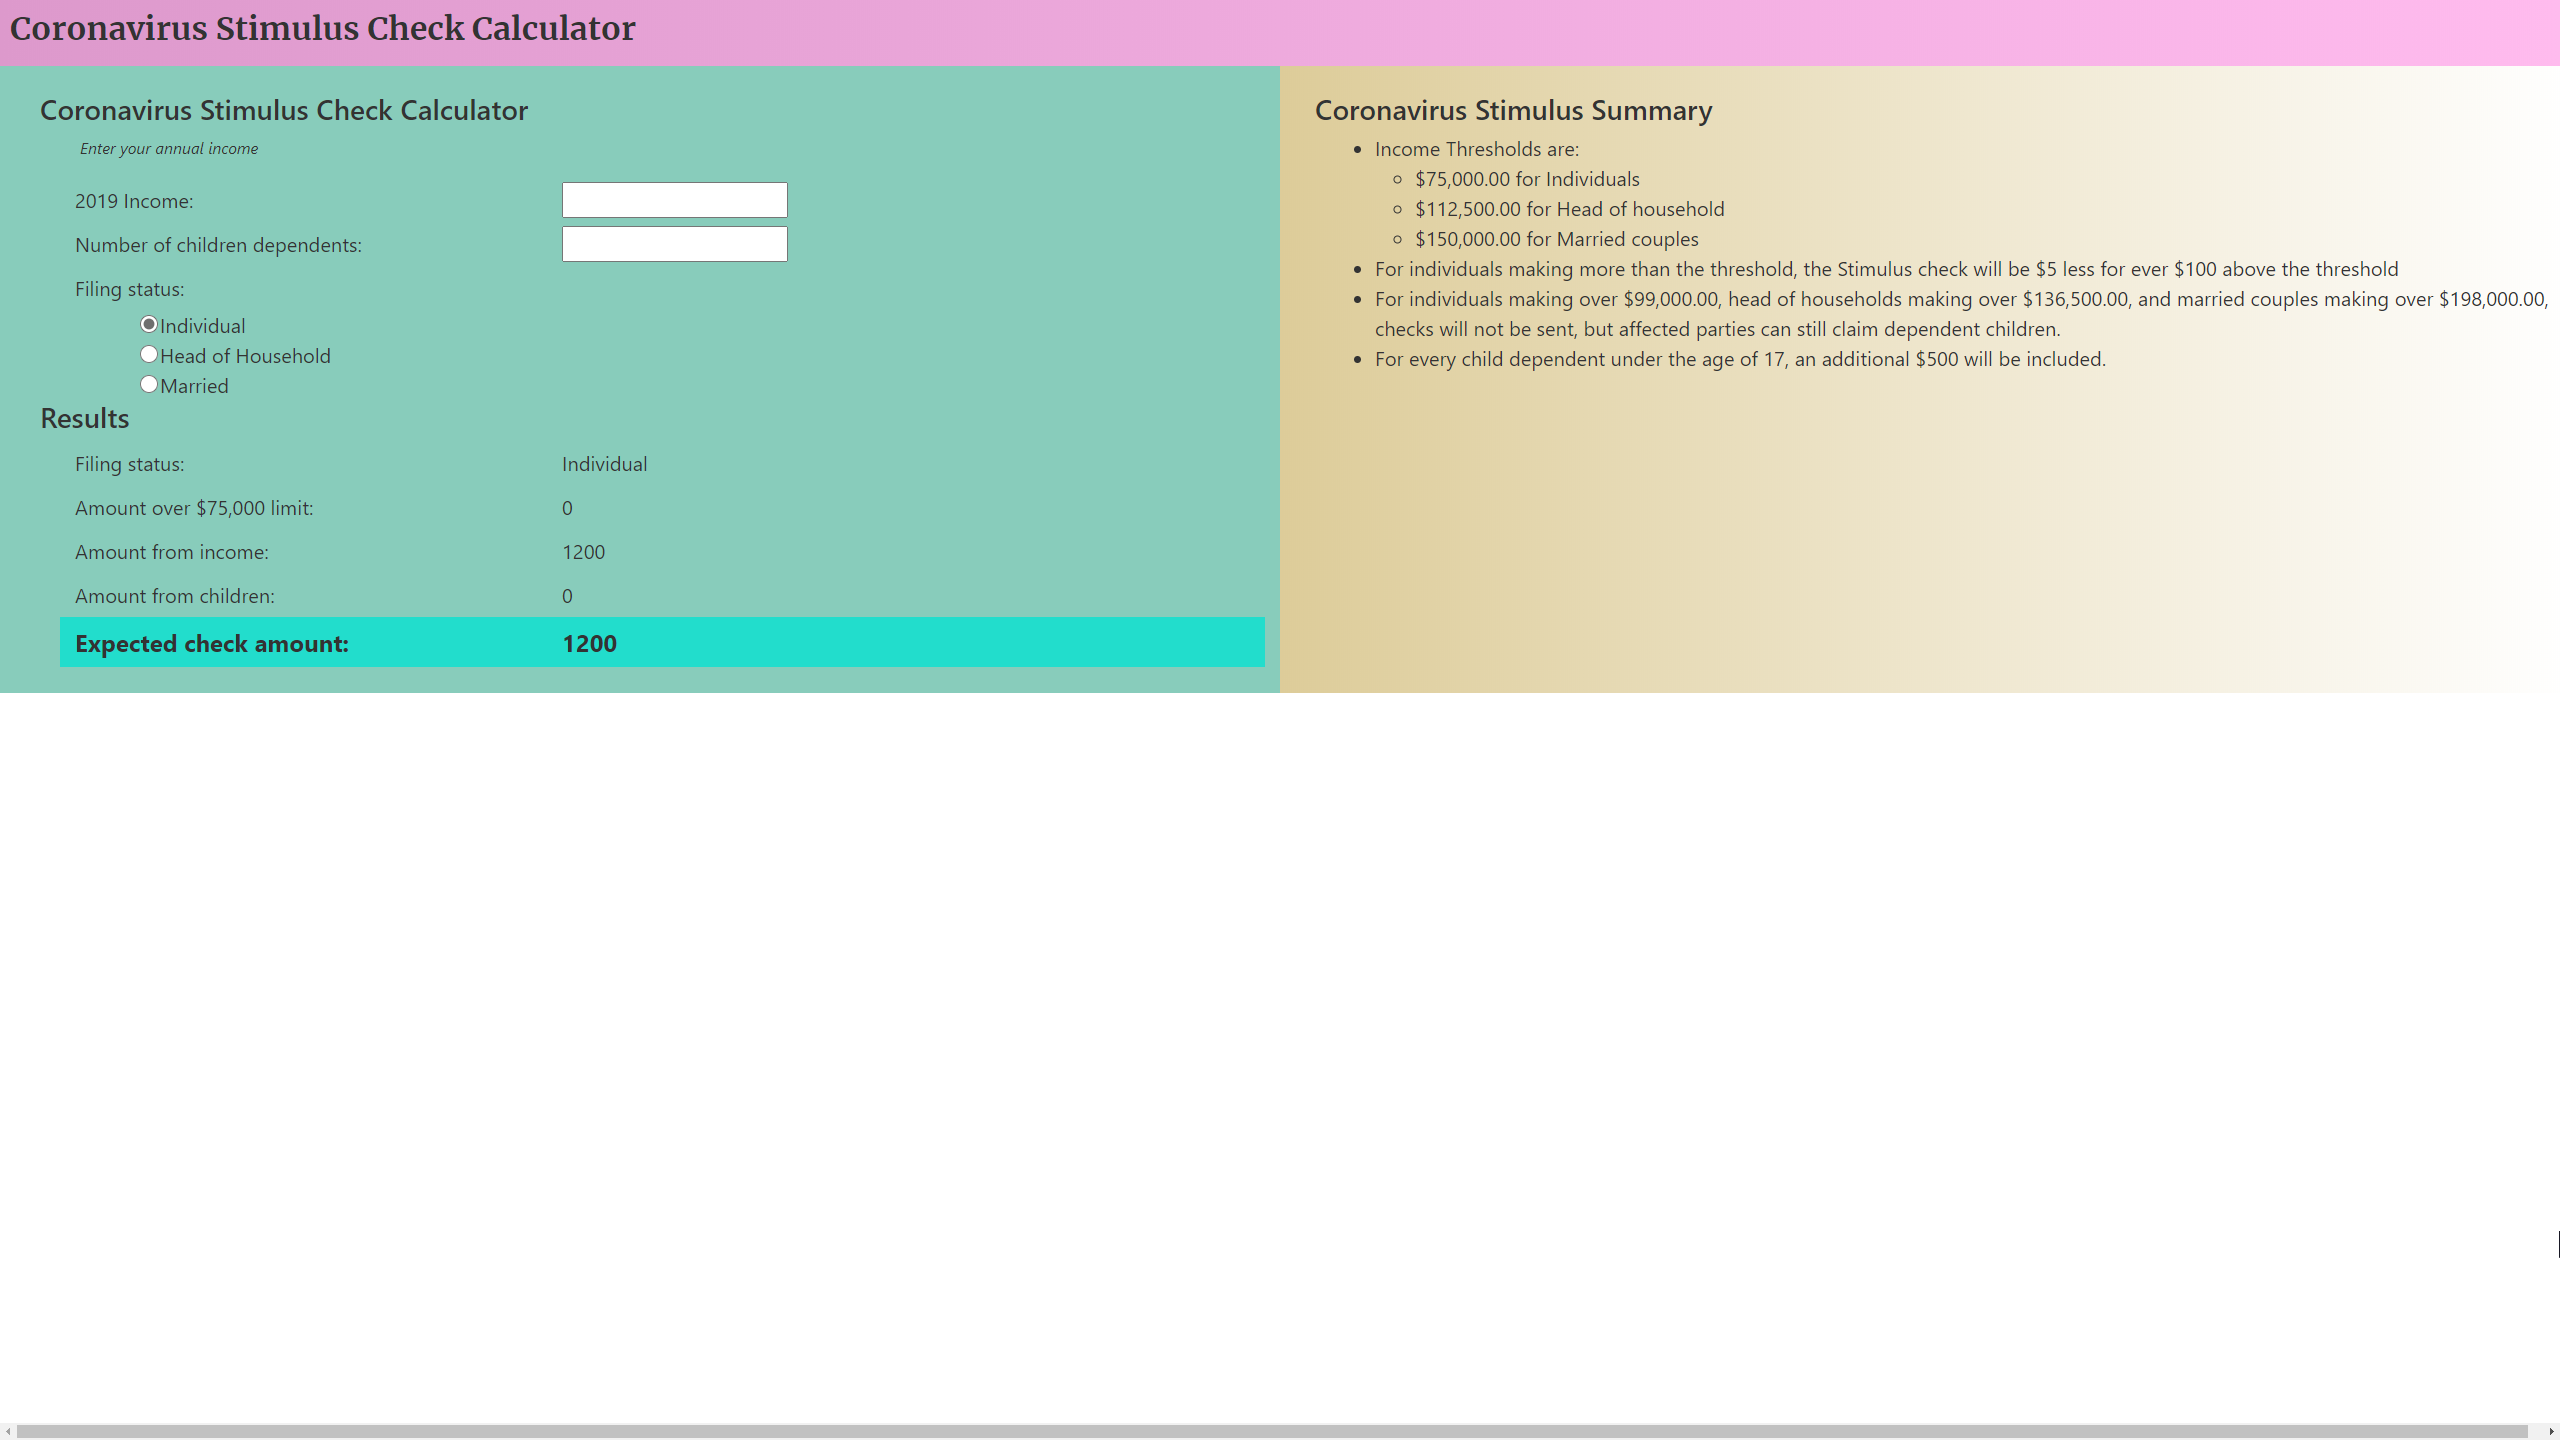 Coronavirus Stimulus Check Calculator
Coronavirus Stimulus Check Calculator
Enter your annual income
2019 Income:
Number of children dependents:
Filing status:
Individual
Head of Household
Married
Results
Filing status: Individual
Amount over $75,000 limit: 0
Amount from income: 1200
Amount from children: 0
Expected check amount: 1200
Coronavirus Stimulus Summary
Income Thresholds are:
$75,000.00 for Individuals
$112,500.00 for Head of household
$150,000.00 for Married couples
For individuals making more than the threshold, the Stimulus check will be $5 less for ever $100 above the threshold
For individuals making over $99,000.00, head of households making over $136,500.00, and married couples making over $198,000.00,
checks will not be sent, but affected parties can still claim dependent children.
For every child dependent under the age of 17, an additional $500 will be included.